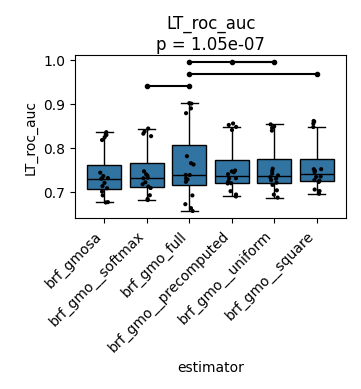 LT_roc_auc
p = 1.05e-07
1.0
0.9
0.8
0.7
LT_roc_auc
brf_gmosa
brf_gmo__softmax
brf_gmo_full
brf_gmo__precomputed
brf_gmo__uniform
brf_gmo__square
estimator